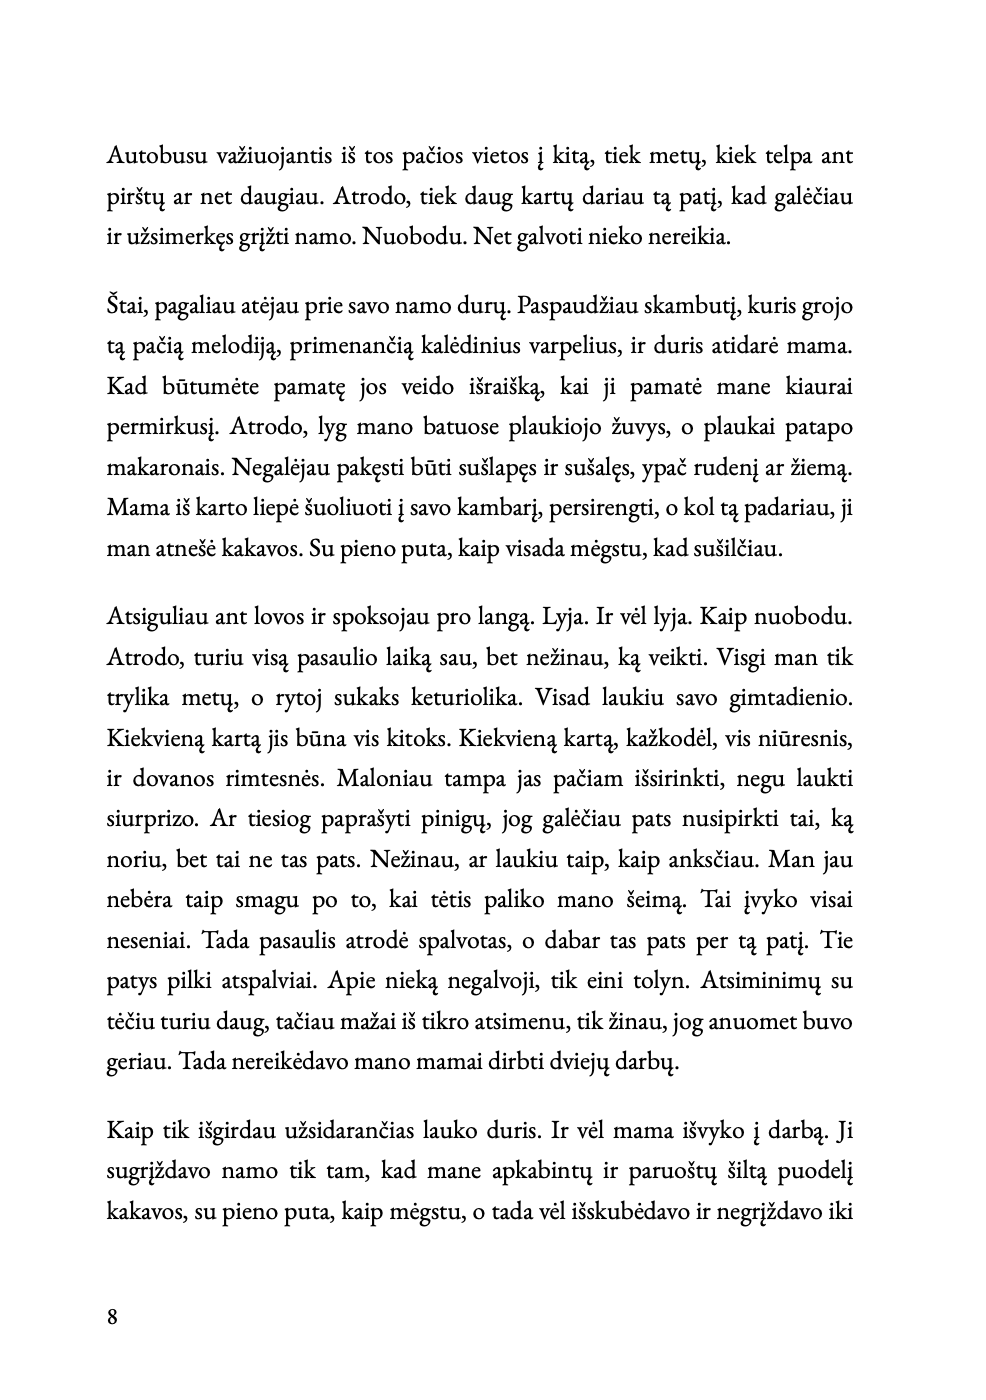 Autobusu važiuojantis iš tos pačios vietos į kitą, tiek metų, kiek telpa ant
pirštų ar net daugiau. Atrodo, tiek daug kartų dariau tą patį, kad galėčiau
ir užsimerkęs grįžti namo. Nuobodu. Net galvoti nieko nereikia.
Štai, pagaliau atėjau prie savo namo durų. Paspaudžiau skambutį, kuris grojo
tą pačią melodiją, primenančią kalėdinius varpelius, ir duris atidarė mama.
Kad būtumėte pamatę jos veido išraišką, kai ji pamatė mane kiaurai
permirkusį. Atrodo, lyg mano batuose plaukiojo žuvys, o plaukai patapo
makaronais. Negalėjau pakęsti būti sušlapęs ir sušalęs, ypač rudenį ar žiemą.
Mama iš karto liepė šuoliuoti į savo kambarį, persirengti, o kol tą padariau, ji
man atnešė kakavos. Su pieno puta, kaip visada mėgstu, kad sušilčiau.
Atsiguliau ant lovos ir spoksojau pro langą. Lyja. Ir vėl lyja. Kaip nuobodu.
Atrodo, turiu visą pasaulio laiką sau, bet nežinau, ką veikti. Visgi man tik
trylika metų, o rytoj sukaks keturiolika. Visad laukiu savo gimtadienio.
Kiekvieną kartą jis būna vis kitoks. Kiekvieną kartą, kažkodėl, vis niūresnis,
ir dovanos rimtesnės. Maloniau tampa jas pačiam išsirinkti, negu laukti
siurprizo. Ar tiesiog paprašyti pinigų, jog galėčiau pats nusipirkti tai, ką
noriu, bet tai ne tas pats. Nežinau, ar laukiu taip, kaip anksčiau. Man jau
nebėra taip smagu po to, kai tėtis paliko mano šeimą. Tai įvyko visai
neseniai. Tada pasaulis atrodė spalvotas, o dabar tas pats per tą patį. Tie
patys pilki atspalviai. Apie nieką negalvoji, tik eini tolyn. Atsiminimų su
tėčiu turiu daug, tačiau mažai iš tikro atsimenu, tik žinau, jog anuomet buvo
geriau. Tada nereikėdavo mano mamai dirbti dviejų darbų.
Kaip tik išgirdau užsidarančias lauko duris. Ir vėl mama išvyko į darbą. Ji
sugrįždavo namo tik tam, kad mane apkabintų ir paruoštų šiltą puodelį
kakavos, su pieno puta, kaip mėgstu, o tada vėl išskubėdavo ir negrįždavo iki
8